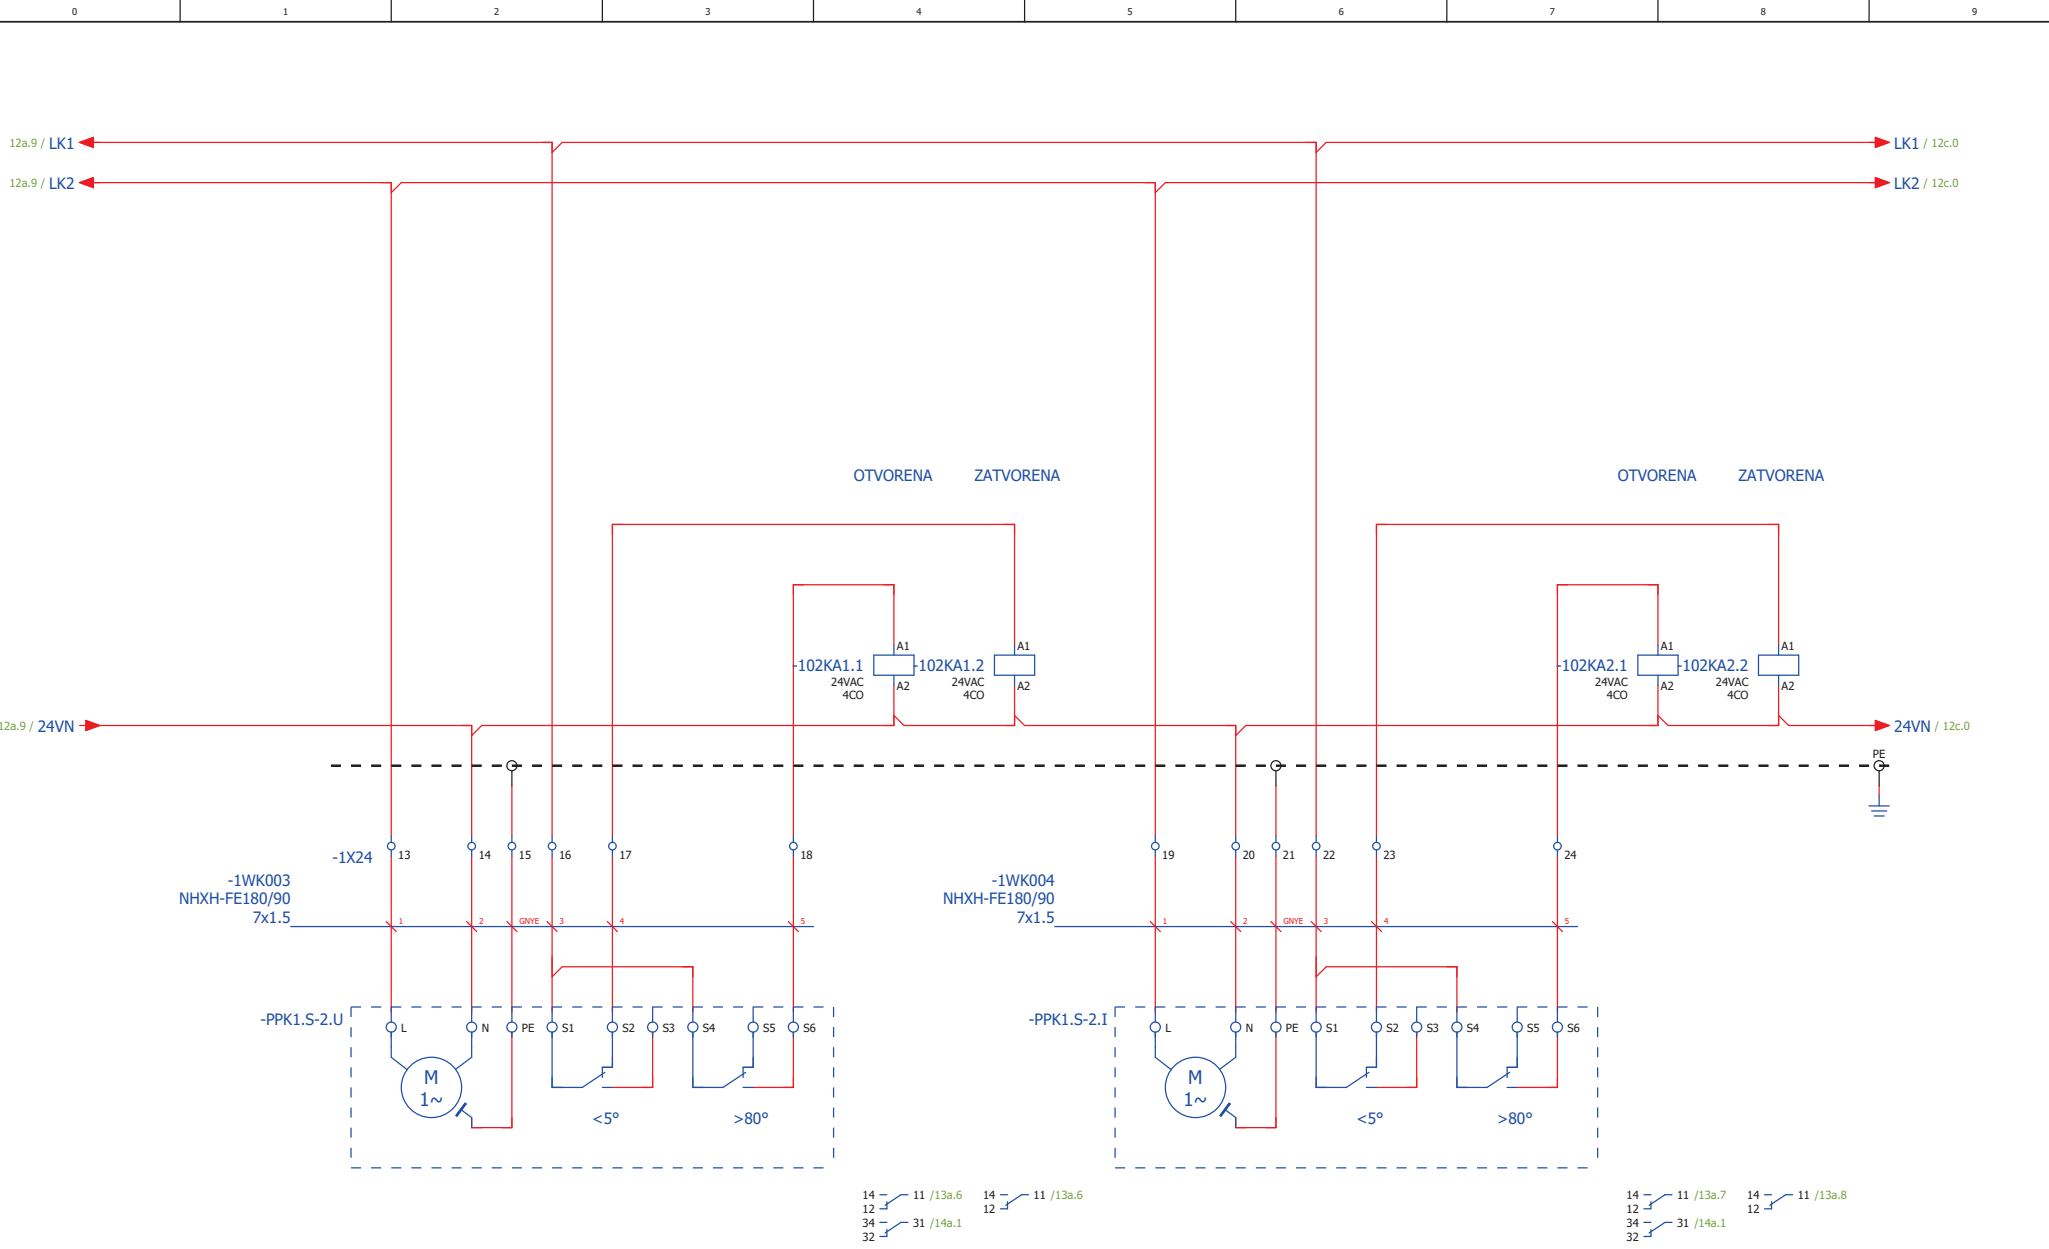 0 1 2 3 4 5 6 7 8 9
12a.9 / LK1 LK1 / 12c.0
12a.9 / LK2 LK2 / 12c.0
OTVORENA ZATVORENA OTVORENA ZATVORENA
A1 A1 A1 A1
-102KA1.1 -102KA1.2 -102KA2.1 -102KA2.2
24VAC 24VAC 24VAC 24VAC
4CO A2 4CO A2 4CO A2 4CO A2
12a.9 / 24VN 24VN / 12c.0
PE
-1X24 13 14 15 16 17 18 19 20 21 22 23 24
-1WK003 -1WK004
NHXH-FE180/90 NHXH-FE180/90
7x1.5 7x1.5
1 2 GNYE 3 4 5 1 2 GNYE 3 4 5
-PPK1.S-2.U L N PE S1 S2 S3 S4 S5 S6
-PPK1.S-2.I L N PE S1 S2 S3 S4 S5 S6
M M
1~ 1~
<5° >80° <5° >80°
14 11 /13a.6 14 11 /13a.6 14 11 /13a.7 14 11 /13a.8
12 12 12 12
34 31 /14a.1 34 31 /14a.1
32 32